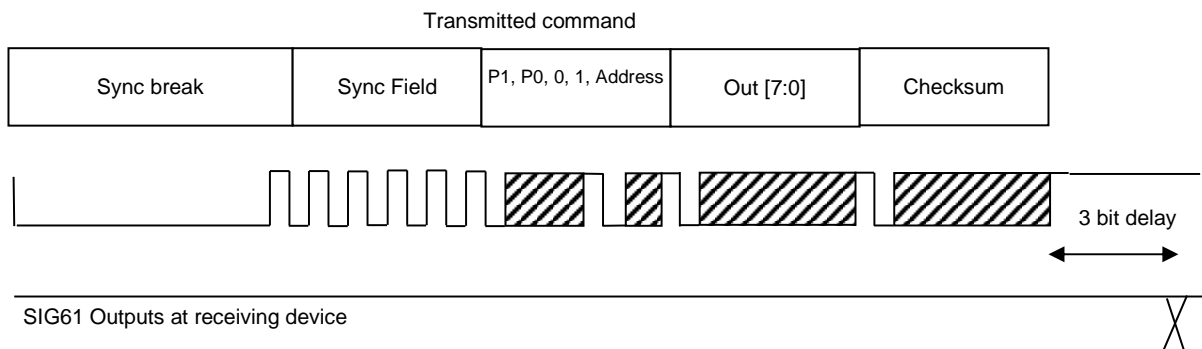 Transmitted command
Sync break
Sync Field
P1, P0, 0, 1, Address
Out [7:0]
Checksum
3 bit delay
SIG61 Outputs at receiving device